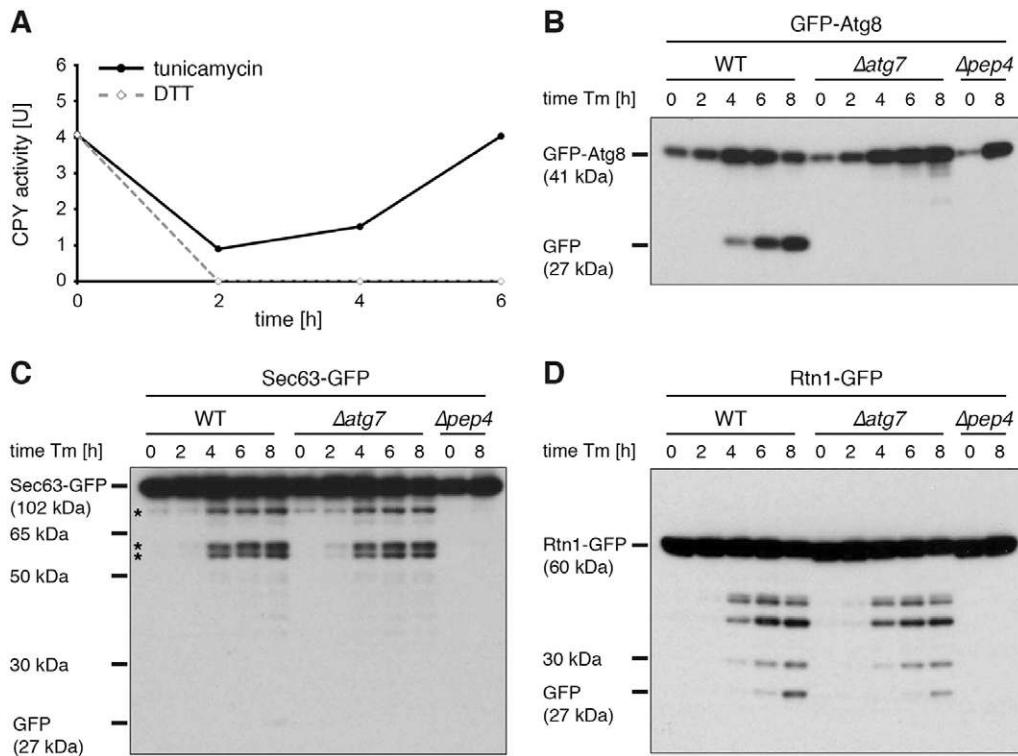 A
CPY activity [U]
6
5
4
3
2
1
0
tunicamycin
DTT
0 2 4 6
time [h]
B
GFP-Atg8
WT Δatg7 Δpep4
time Tm [h] 0 2 4 6 8 0 2 4 6 8 0 8
GFP-Atg8
(41 kDa)
GFP
(27 kDa)
C
Sec63-GFP
WT Δatg7 Δpep4
time Tm [h] 0 2 4 6 8 0 2 4 6 8 0 8
Sec63-GFP
(102 kDa)
*
65 kDa
*
*
50 kDa
30 kDa
GFP
(27 kDa)
D
Rtn1-GFP
WT Δatg7 Δpep4
time Tm [h] 0 2 4 6 8 0 2 4 6 8 0 8
Rtn1-GFP
(60 kDa)
30 kDa
GFP
(27 kDa)